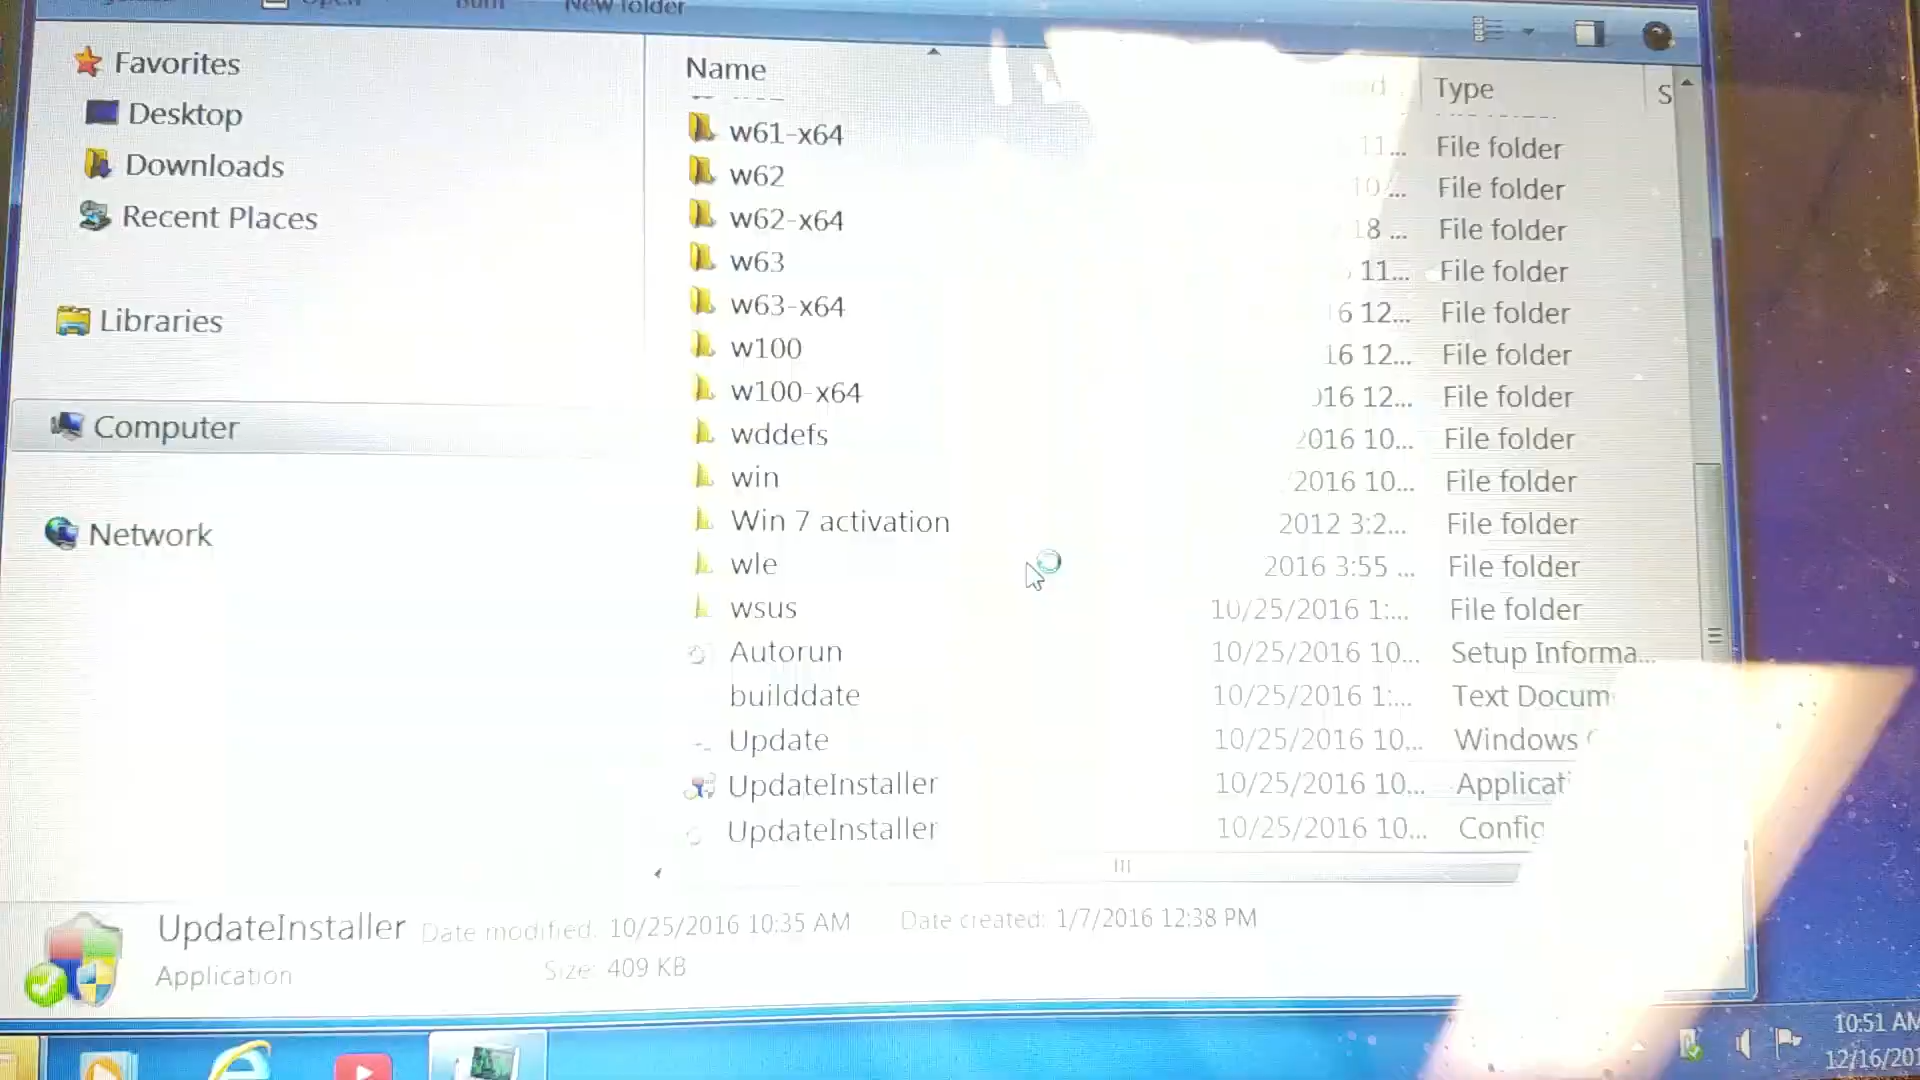 Open Burn New folder
Favorites
Desktop
Downloads
Recent Places
Libraries
Computer
Network
Name Type S
w61-x64 11... File folder
w62 10... File folder
w62-x64 18 ... File folder
w63 11... File folder
w63-x64 6 12... File folder
w100 16 12... File folder
w100-x64 016 12... File folder
wddefs 2016 10... File folder
win 2016 10... File folder
Win 7 activation 2012 3:2... File folder
wle 2016 3:55 ... File folder
wsus 10/25/2016 1:... File folder
Autorun 10/25/2016 10... Setup Informa...
builddate 10/25/2016 1:... Text Docum
Update 10/25/2016 10... Windows
UpdateInstaller 10/25/2016 10... Applicati
UpdateInstaller 10/25/2016 10... Config
UpdateInstaller Date modified: 10/25/2016 10:35 AM Date created: 1/7/2016 12:38 PM
Application Size: 409 KB
10:51 AM
12/16/201